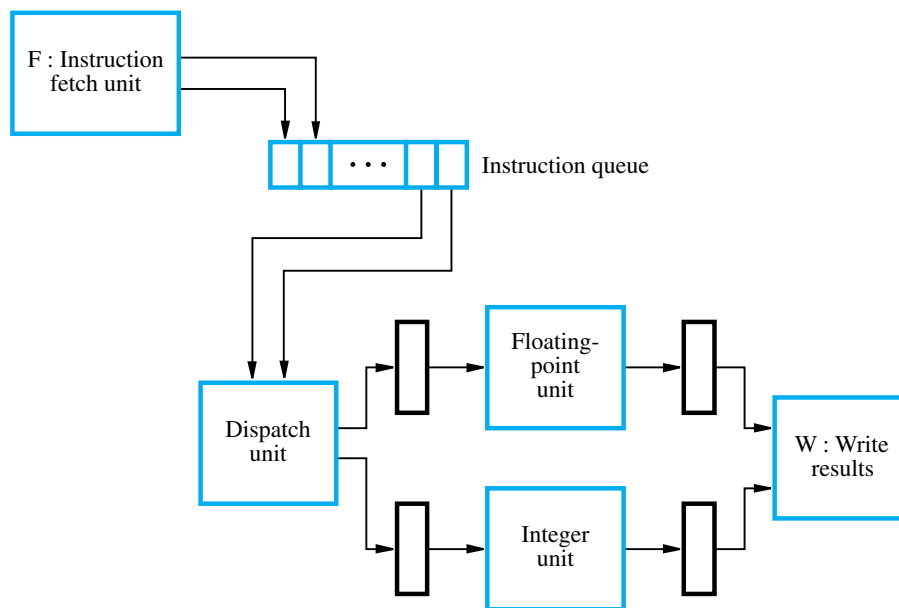 F : Instruction
fetch unit
. . .
Instruction queue
Floating-
point
unit
Dispatch
unit
W : Write
results
Integer
unit